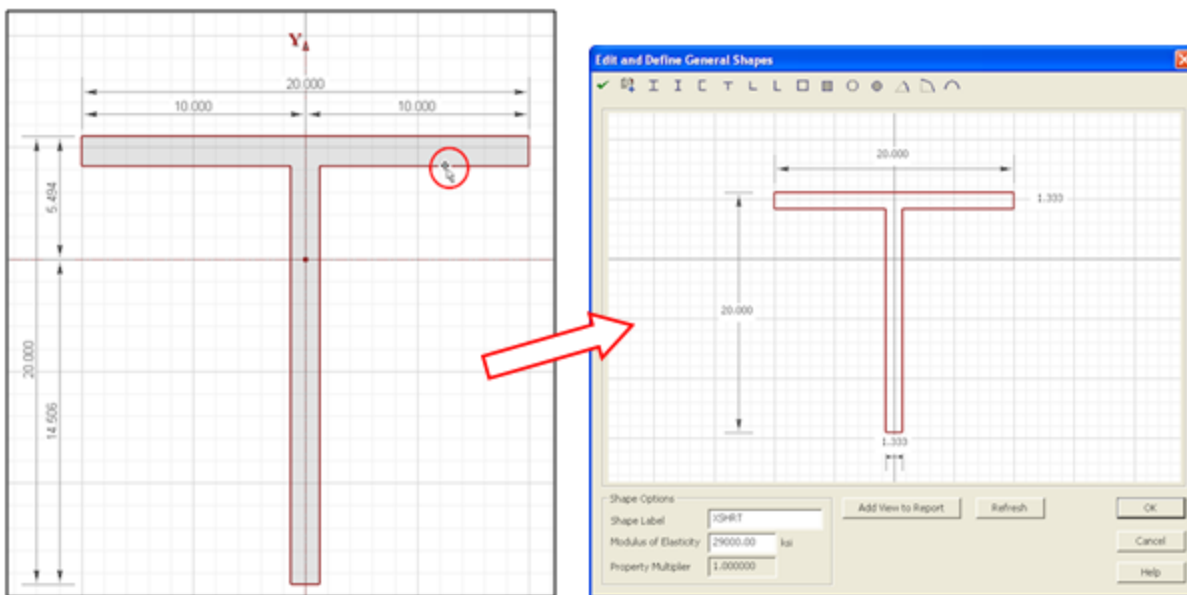 Y
20.000
10.000
10.000
5.494
20.000
14.506
Edit and Define General Shapes
20.000
1.333
20.000
1.333
Shape Options
Shape Label XSHRT
Modulus of Elasticity 29000.00 ksi
Property Multiplier 1.000000
Add View to Report
Refresh
OK
Cancel
Help